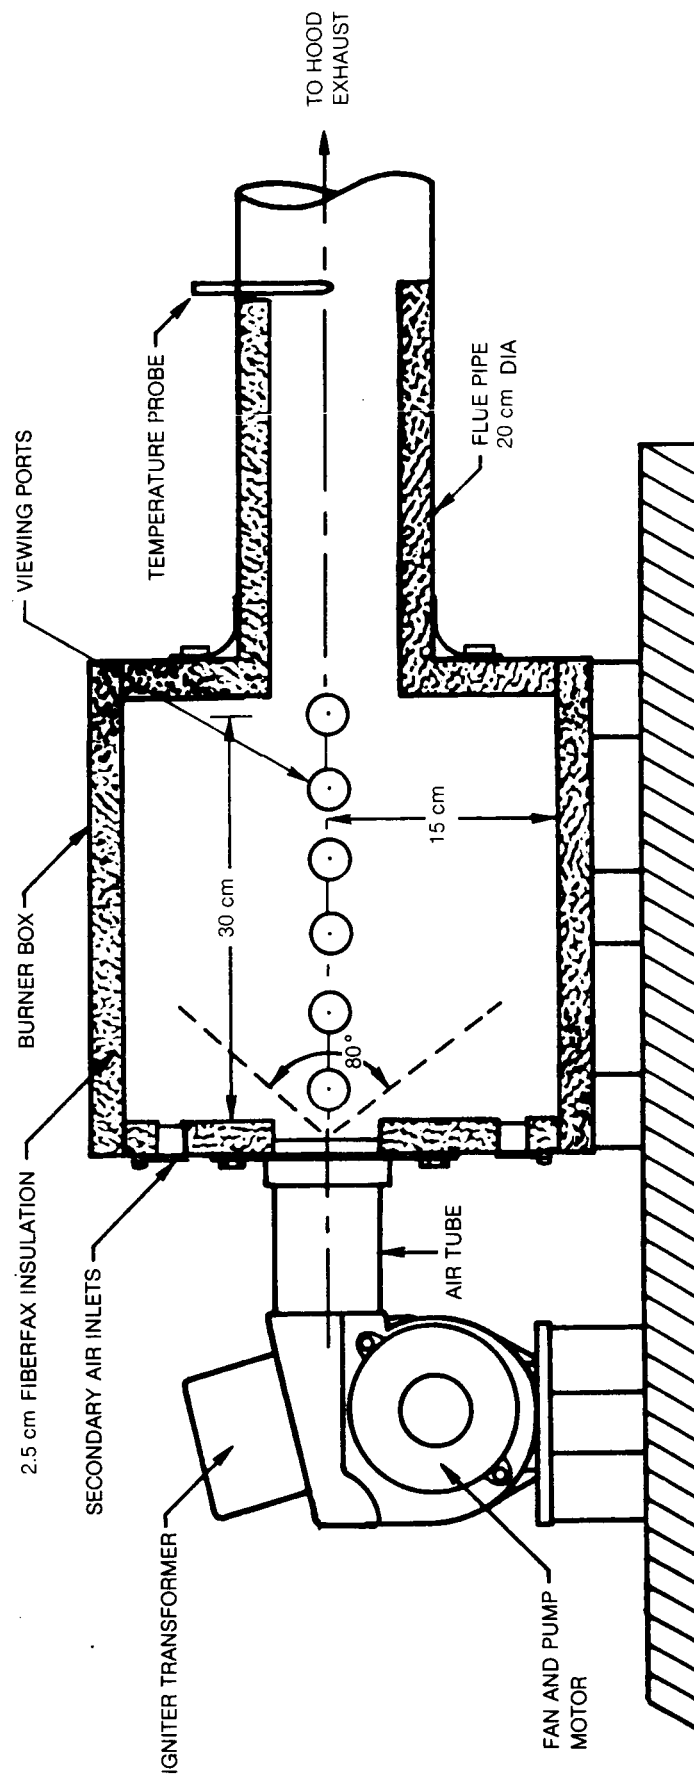 2.5 cm FIBERFAX INSULATION
BURNER BOX
VIEWING PORTS
SECONDARY AIR INLETS
TEMPERATURE PROBE
IGNITER TRANSFORMER
TO HOOD
EXHAUST
30 cm
80°
15 cm
AIR TUBE
FLUE PIPE
20 cm DIA
FAN AND PUMP
MOTOR